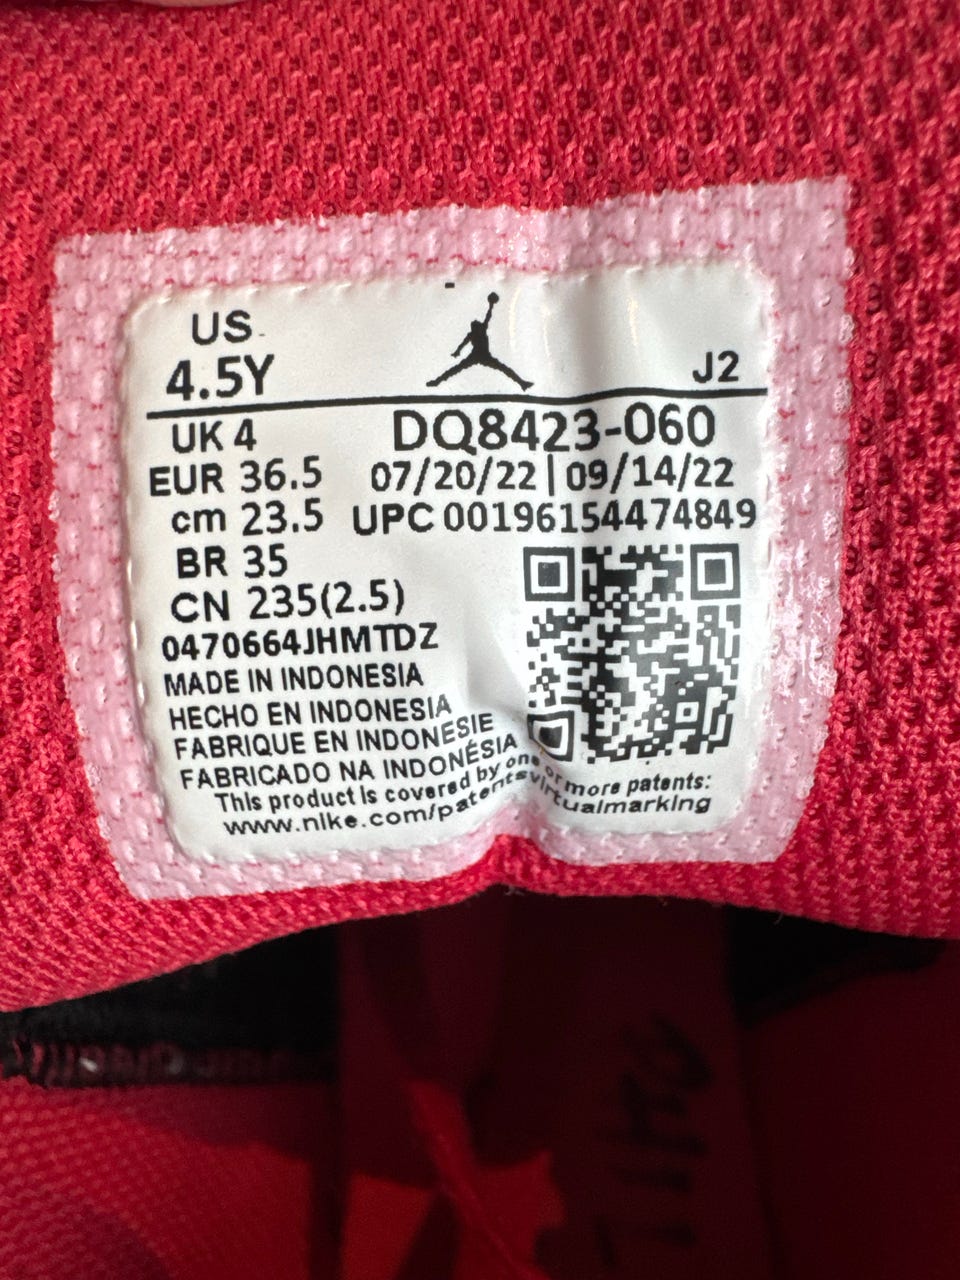 US
4.5Y
J2
UK 4
DQ8423-060
EUR 36.5
07/20/22 | 09/14/22
cm 23.5
UPC 00196154474849
BR 35
CN 235(2.5)
0470664JHMTDZ
MADE IN INDONESIA
HECHO EN INDONESIA
FABRIQUE EN INDONESIE
FABRICADO NA INDONÉSIA
This product is covered by one or more patents:
www.nike.com/patentsvirtualmarking